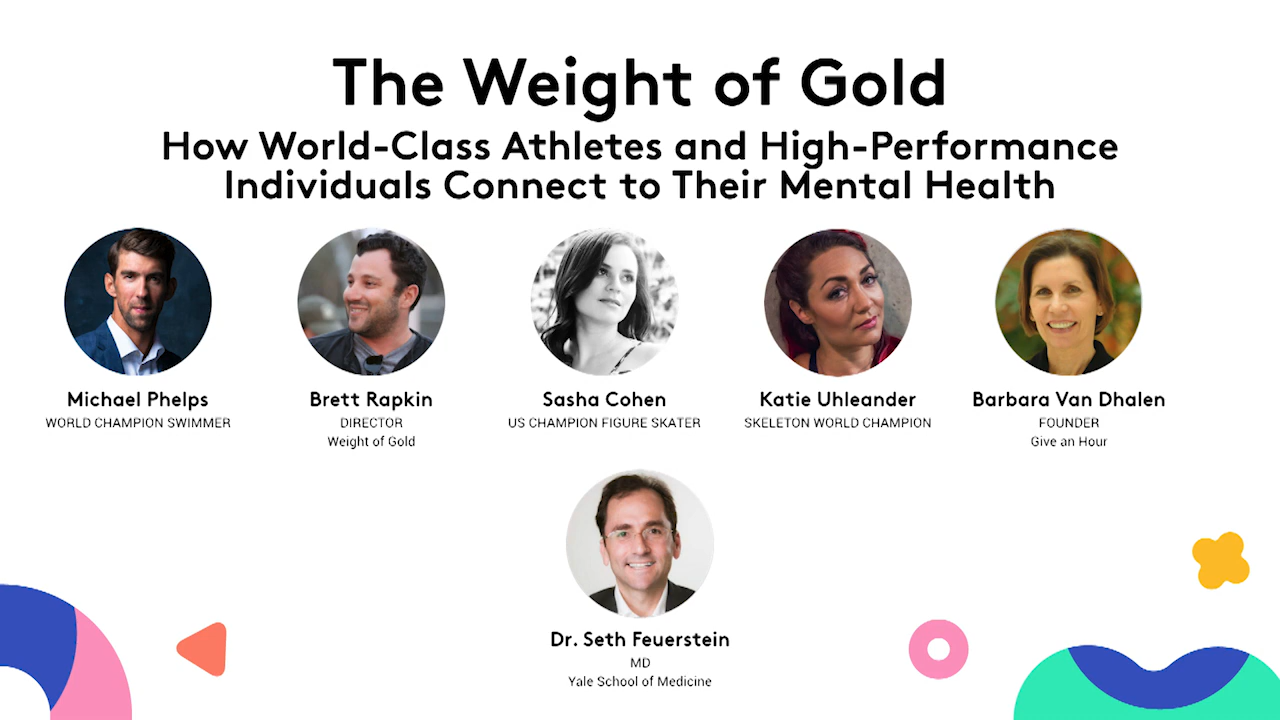 The Weight of Gold
How World-Class Athletes and High-Performance
Individuals Connect to Their Mental Health
Michael Phelps
WORLD CHAMPION SWIMMER
Brett Rapkin
DIRECTOR
Weight of Gold
Sasha Cohen
US CHAMPION FIGURE SKATER
Katie Uhleander
SKELETON WORLD CHAMPION
Barbara Van Dhalen
FOUNDER
Give an Hour
Dr. Seth Feuerstein
MD
Yale School of Medicine